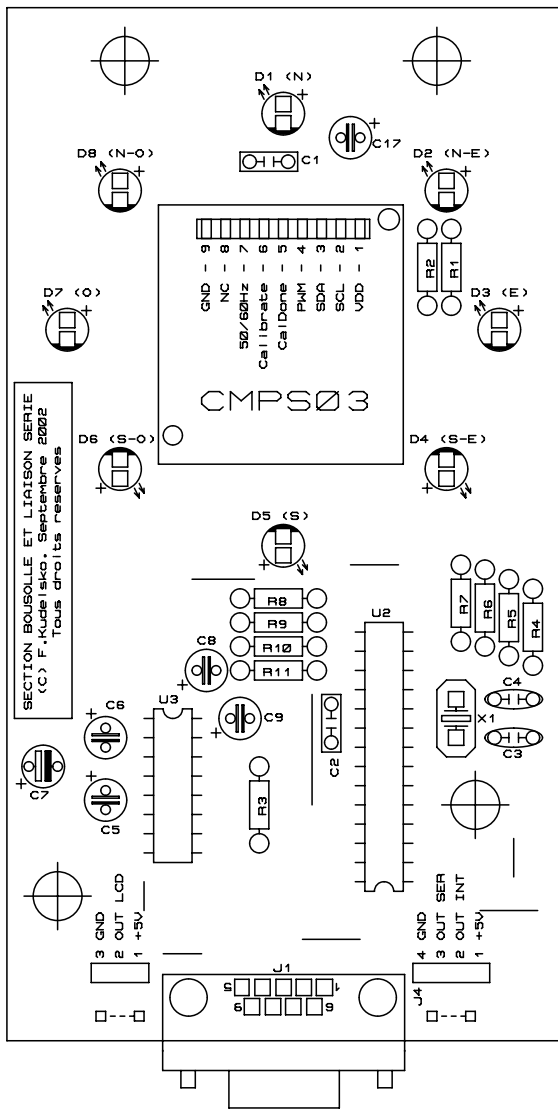 D1 (N)
C17
C1
D8 (N-O)
D2 (N-E)
GND - 9
NC - 8
50/60Hz - 7
Calibrate - 6
CalDone - 5
PWM - 4
SDA - 3
SCL - 2
VDD - 1
R2
R1
D7 (O)
D3 (E)
CMPS03
D6 (S-O)
D4 (S-E)
SECTION BOUSOLLE ET LIAISON SERIE
(C) F.Kudelsko. Septembre 2002
Tous droits reserves
D5 (S)
R8
R9
R10
R11
U2
R7
R6
R5
R4
C8
U3
C6
C9
C4
X1
C3
C7
C5
C2
R3
3 GND
2 OUT LCD
1 +5V
4 GND
3 OUT SER
2 OUT INT
1 +5V
J1
5
1
9
6
J4